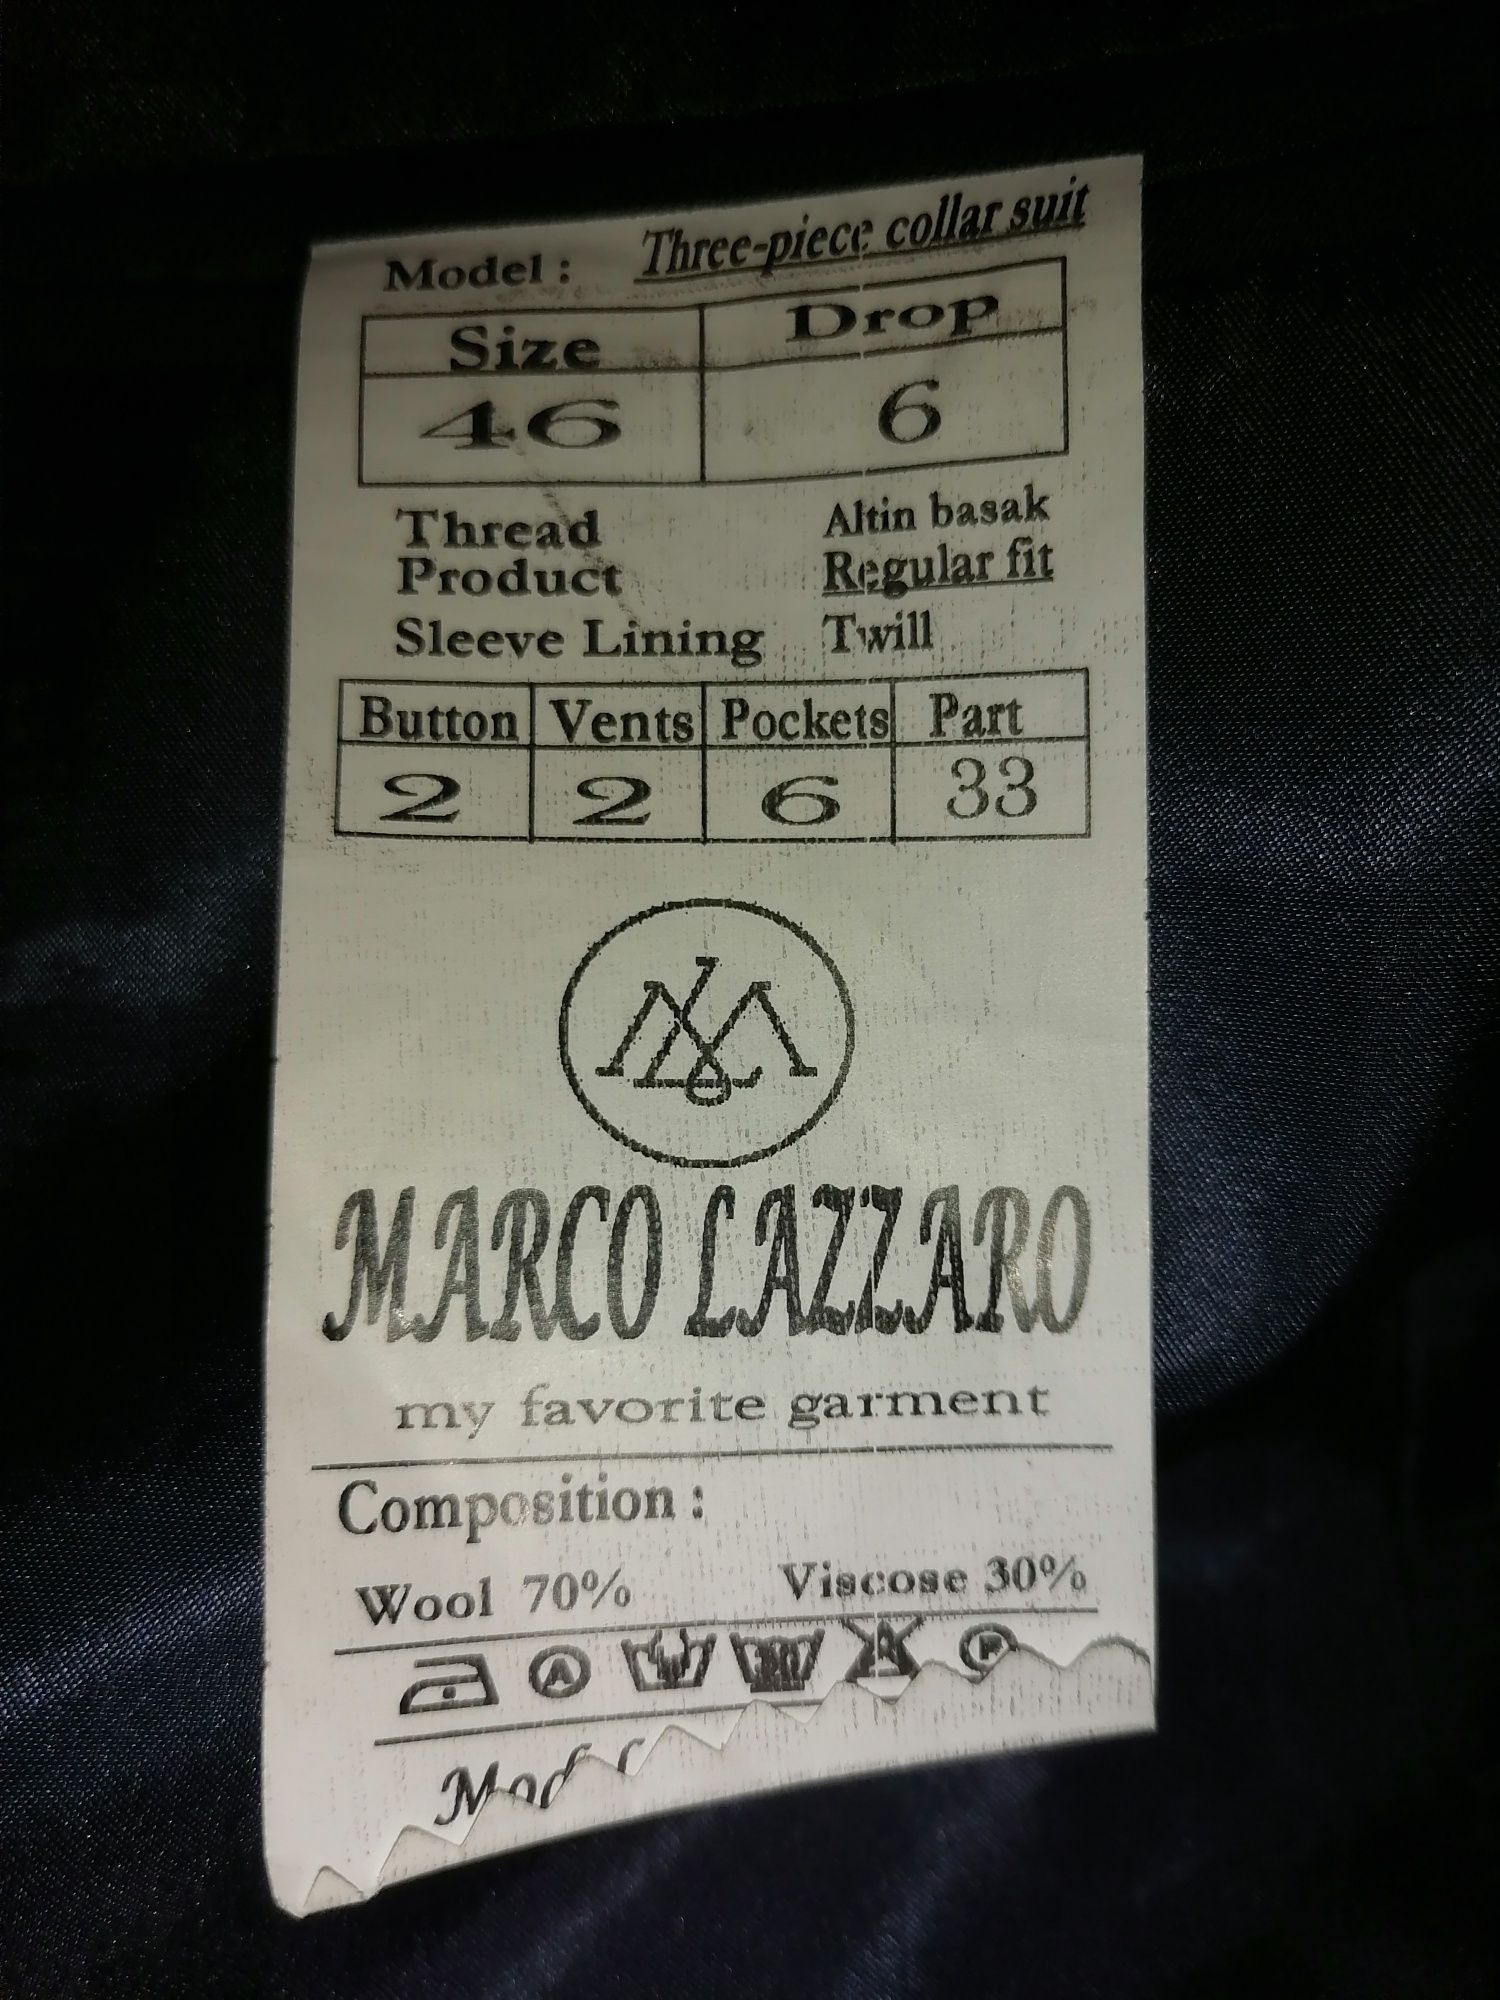 Model : Three-piece collar suit
Size Drop
46 6
Thread Altin basak
Product Regular fit
Sleeve Lining Twill
Button Vents Pockets Part
2 2 6 33
MARCO LAZZARO
my favorite garment
Composition :
Wool 70% Viscose 30%
A P